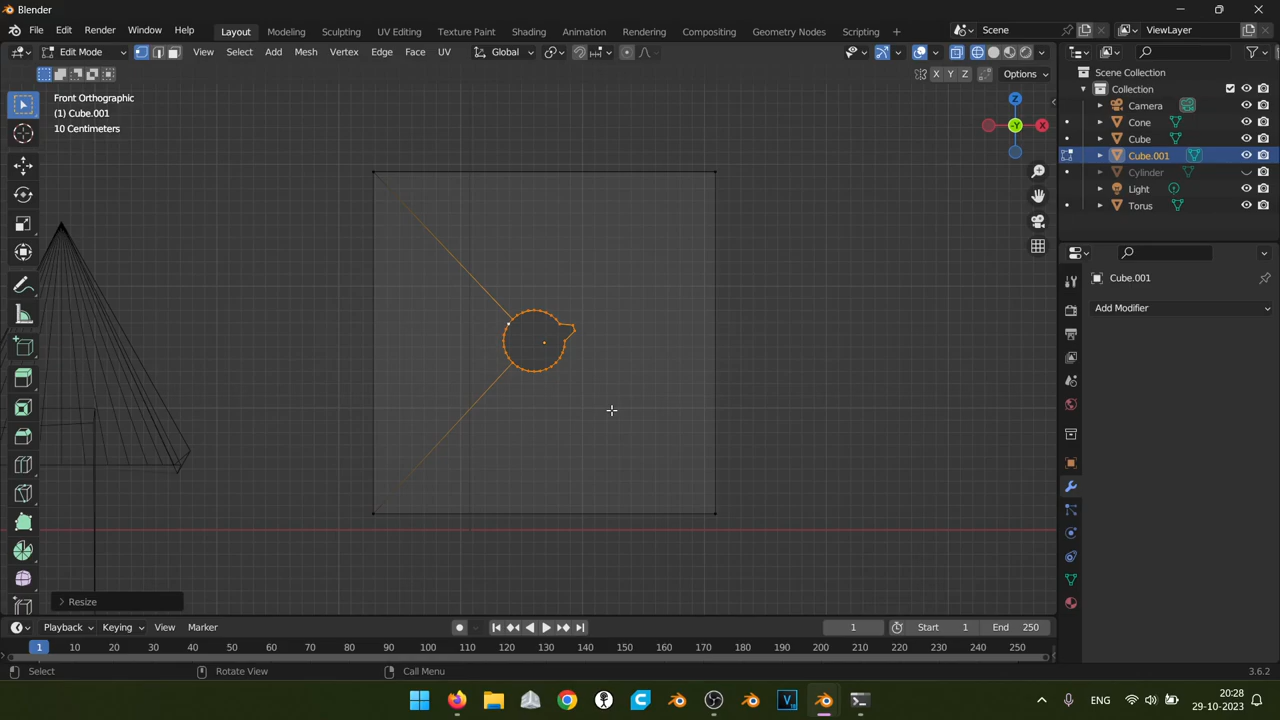 Blender
File Edit Render Window Help
Layout Modeling Sculpting UV Editing Texture Paint Shading Animation Rendering Compositing Geometry Nodes Scripting +
Scene ViewLayer
Edit Mode View Select Add Mesh Vertex Edge Face UV Global
X Y Z Options
Front Orthographic
(1) Cube.001
10 Centimeters
Z
-Y
X
Scene Collection
Collection
Camera
Cone
Cube
Cube.001
Cylinder
Light
Torus
Cube.001
Add Modifier
Resize
Playback Keying View Marker 1 Start 1 End 250
1 10 20 30 40 50 60 70 80 90 100 110 120 130 140 150 160 170 180 190 200 210 220 230 240 250
Select Rotate View Call Menu 3.6.2
ENG 20:28
29-10-2023